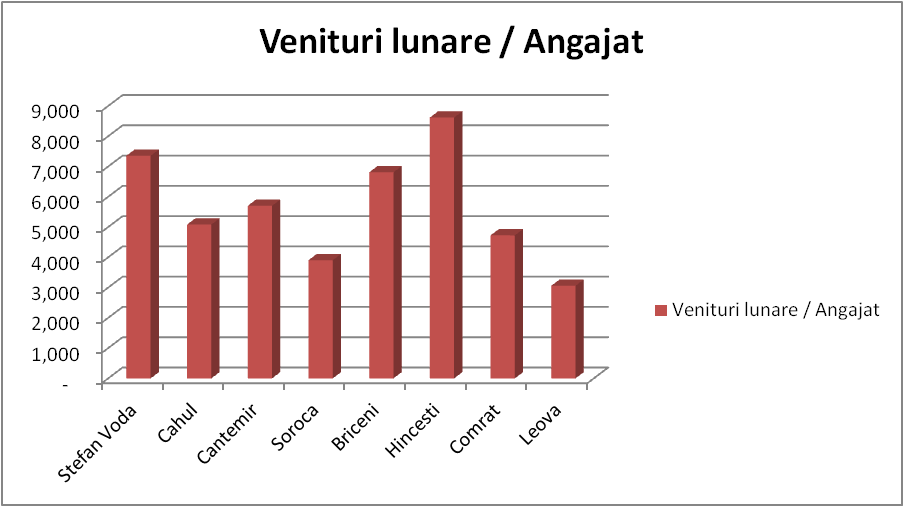 Venituri lunare / Angajat
9,000
8,000
7,000
6,000
5,000
4,000
3,000
2,000
1,000
-
Stefan Voda
Cahul
Cantemir
Soroca
Briceni
Hincesti
Comrat
Leova
Venituri lunare / Angajat